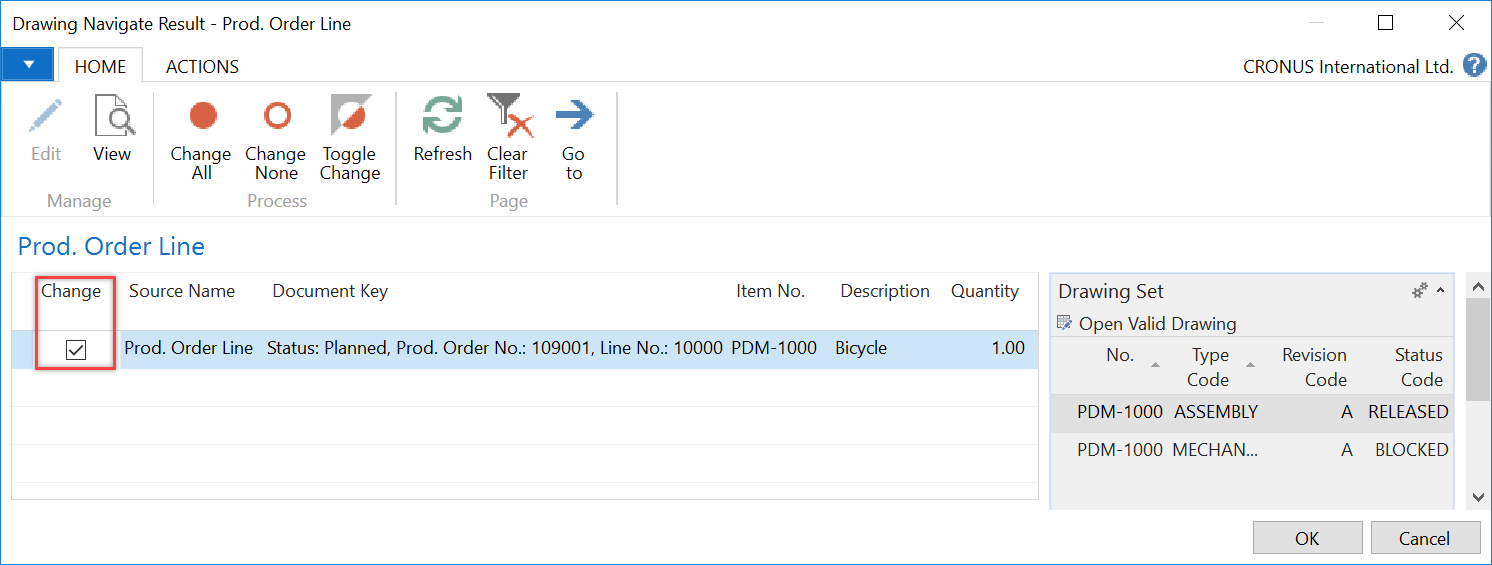 Drawing Navigate Result - Prod. Order Line
HOME ACTIONS CRONUS International Ltd. ?
Edit View Change All Change None Toggle Change Refresh Clear Filter Go to
Manage Process Page
Prod. Order Line
Change Source Name Document Key Item No. Description Quantity
Prod. Order Line Status: Planned, Prod. Order No.: 109001, Line No.: 10000 PDM-1000 Bicycle 1.00
Drawing Set
Open Valid Drawing
No. Type Code Revision Code Status Code
PDM-1000 ASSEMBLY A RELEASED
PDM-1000 MECHAN... A BLOCKED
OK Cancel